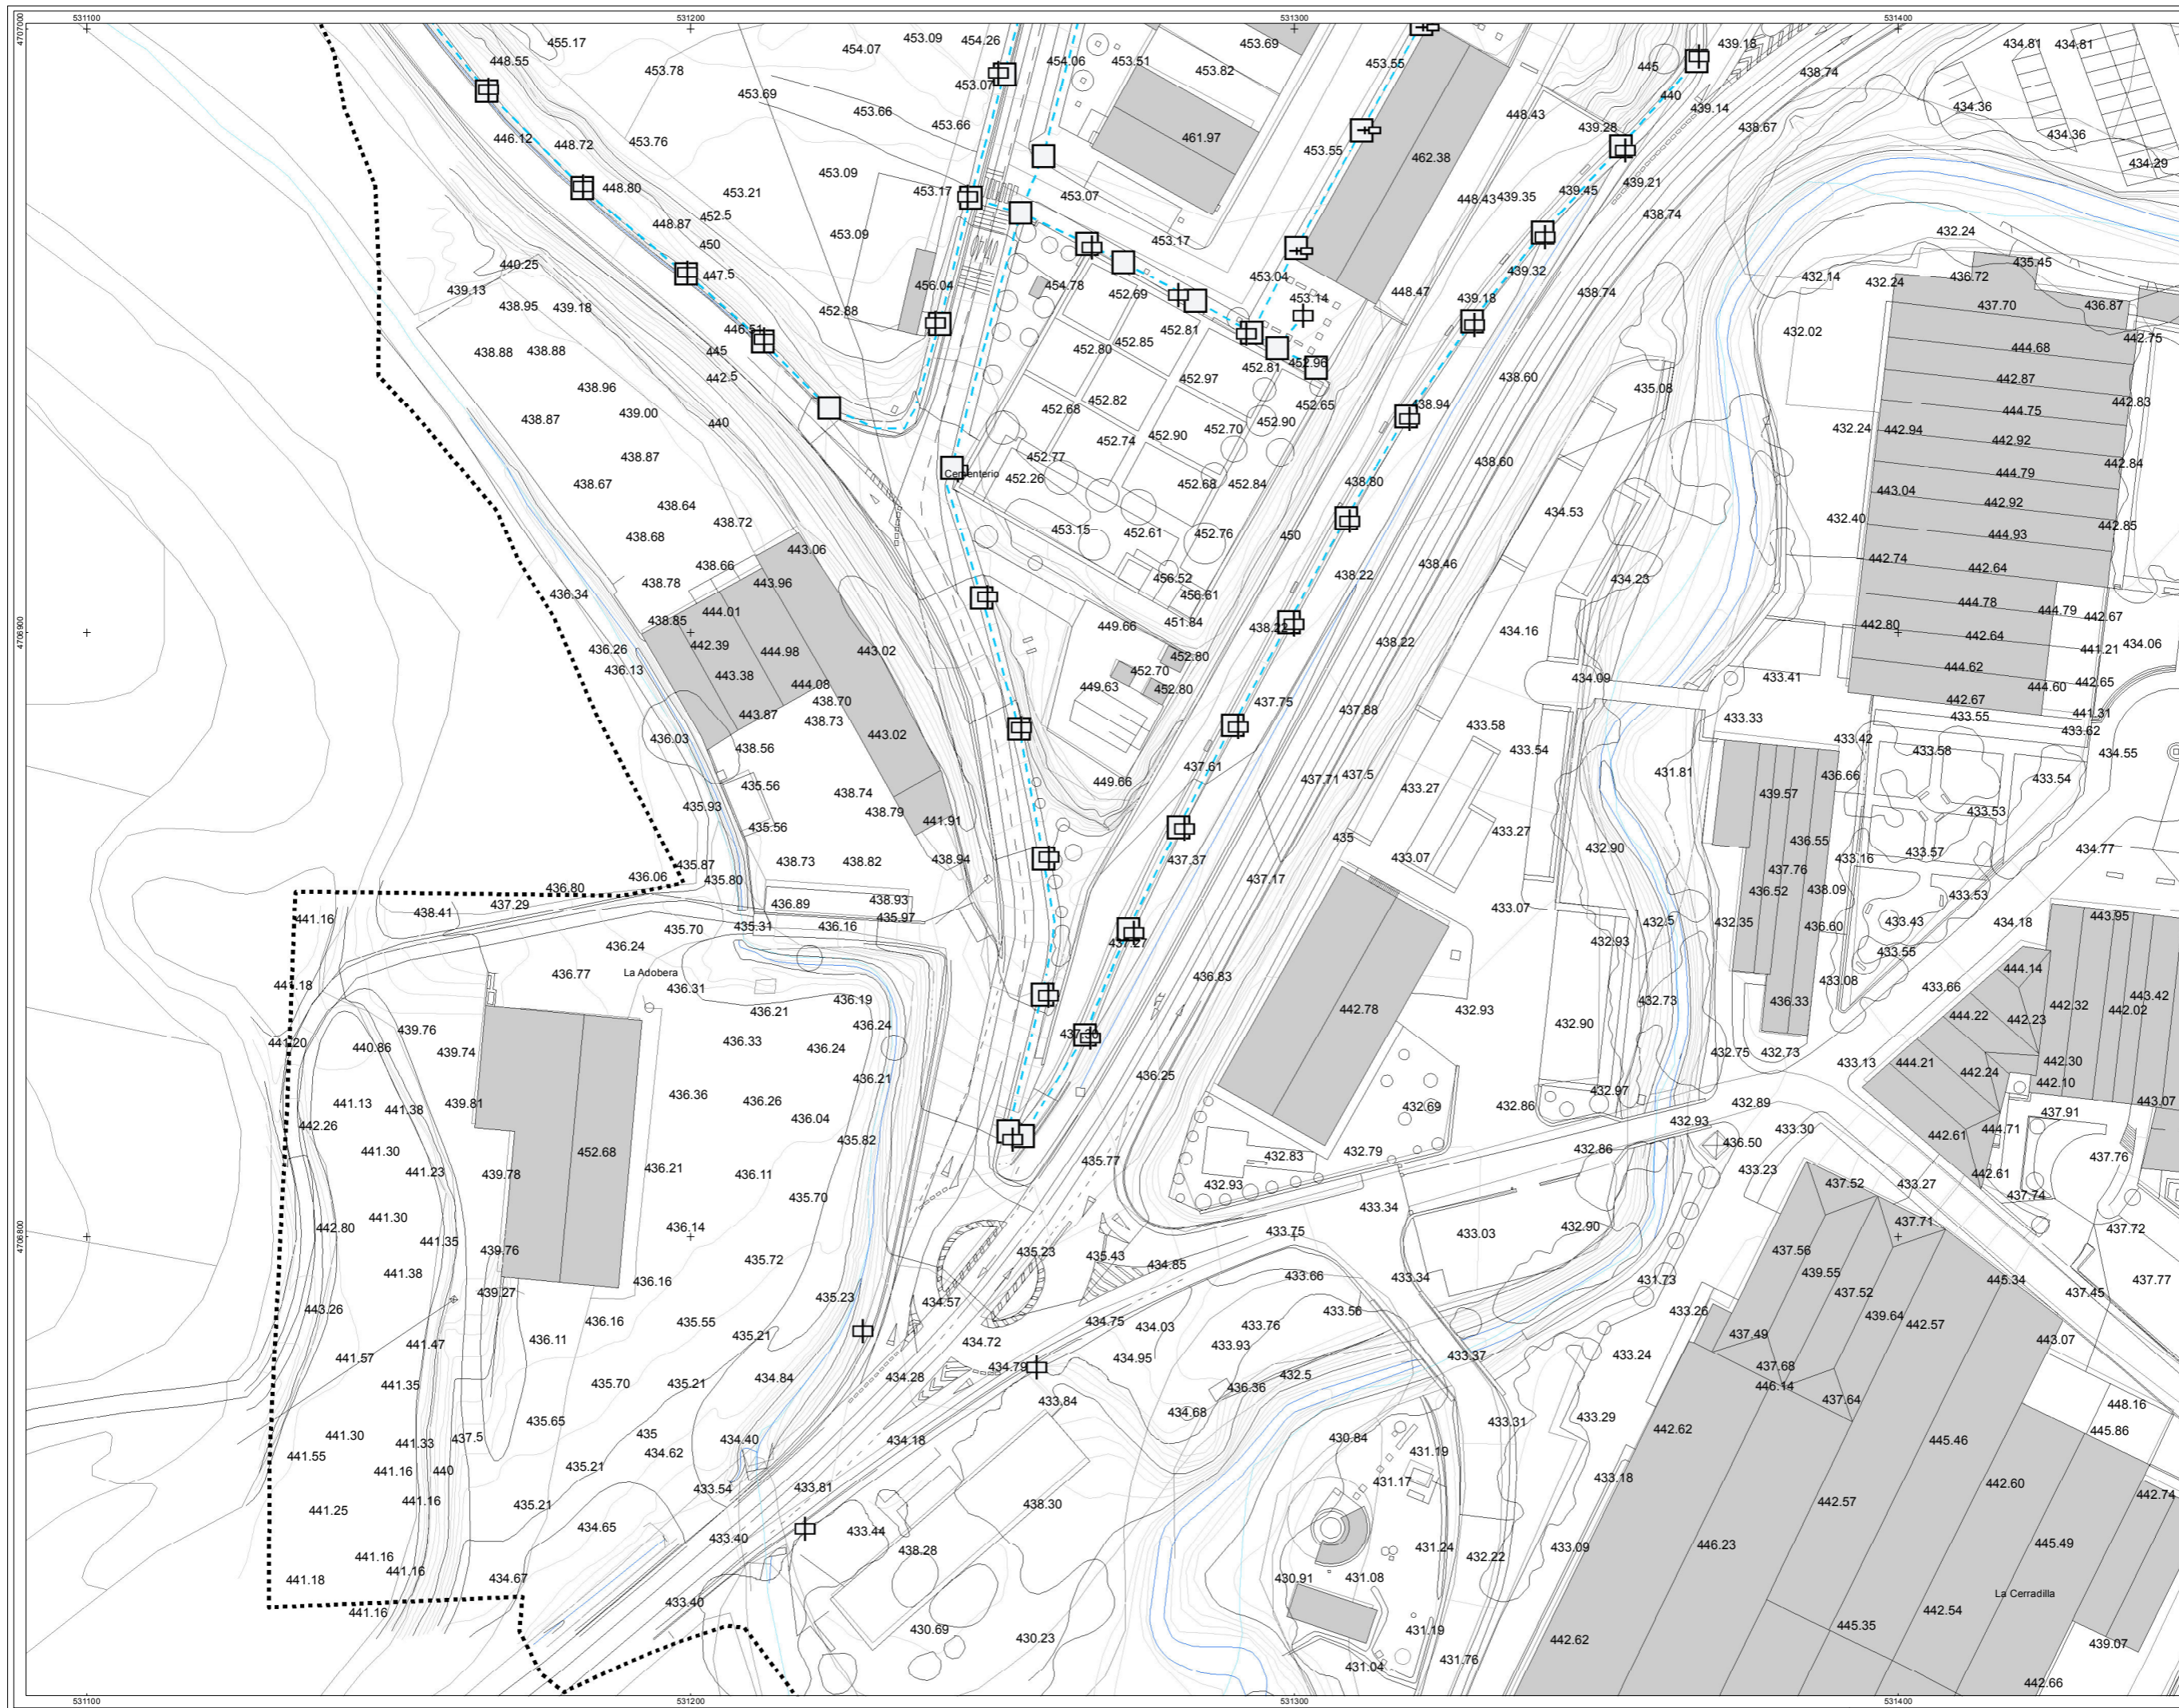 531100 531200 531300 531400
4707000
455.17 454.07 453.09 454.26 453.69 439.18 434.81 434.81
448.55 453.78 454.06 453.51 453.82 453.55 445 438.74
453.69 453.66 453.07 440 439.14 434.36
446.12 448.72 453.76 453.66 461.97 453.55 462.38 448.43 439.28 438.67 434.36
448.80 453.21 453.09 453.17 453.07 448.43 439.35 439.45 439.21 434.29
448.87 452.5 453.09 453.17 438.74 432.24
440.25 450 447.5 456.04 454.78 452.69 453.04 453.14 448.47 439.32 438.74 432.14 432.24 436.72 435.45
439.13 438.95 439.18 452.88 452.81 439.18 437.70 436.87
438.88 438.88 446.51 445 452.80 452.85 452.81 452.96 438.60 432.02 444.68 442.75
438.96 442.5 452.97 452.65 438.94 435.08 442.87 442.83
438.87 439.00 440 452.68 452.82 452.70 452.90 432.24 442.94 444.75
438.87 452.77 452.74 452.90 438.60 442.92 442.84
438.67 Cementerio 452.26 452.68 452.84 438.80 443.04 444.79
438.64 438.72 453.15 452.61 452.76 450 434.53 432.40 442.92 442.85
438.68 443.06 438.46 444.93
438.66 443.96 456.52 438.22 434.23 442.74 442.64
436.34 438.78 444.01 456.61 444.78 444.79 442.67
4706900
438.85 442.39 444.98 443.02 449.66 451.84 438.22 438.22 434.16 442.80 442.64 441.21 434.06
436.26 436.13 443.38 444.08 452.80 452.70 452.80 434.09 433.41 444.62 444.60 442.65
436.03 443.87 438.70 438.73 449.63 437.75 437.88 433.58 433.33 442.67 433.55 441.31
438.56 443.02 433.54 433.42 433.58 433.62 434.55
435.56 438.74 449.66 437.61 437.71 437.5 433.27 431.81 439.57 436.66 433.54
435.93 435.56 438.79 441.91 435 433.27 433.53
435.87 438.73 438.82 438.94 437.37 433.07 432.90 436.55 433.16 433.57 434.77
436.80 436.06 435.80 437.17 437.76 438.09 433.53
441.16 438.41 437.29 436.89 438.93 433.07 432.5 436.52 443.95
435.70 435.31 436.16 435.97 437.27 432.35 436.60 433.43 434.18
436.24 432.93 433.55
441.18 436.77 La Adobera 436.31 436.19 436.83 432.73 433.08 433.66 444.14
439.76 436.21 436.24 442.78 432.93 432.90 436.33 444.22 442.32 442.02 443.42
441.20 440.86 439.74 436.33 436.24 437.30 432.75 432.73 442.23
436.21 436.25 433.13 444.21 442.24 442.30
441.13 441.38 439.81 436.36 436.26 432.69 432.86 432.97 432.89 442.10 443.07
442.26 436.04 432.93 433.30 437.91
441.30 452.68 435.82 432.83 432.79 432.86 436.50 442.61 444.71
441.23 439.78 436.21 436.11 435.77 433.23 437.76
435.70 432.93 437.52 433.27 442.61
442.80 441.30 436.14 433.34 437.74
4706800
441.35 439.76 435.72 435.23 435.43 433.75 433.03 432.90 437.56 437.71 437.72
441.38 436.16 434.85 433.66 433.34 431.73 439.55 445.34 437.77
443.26 439.27 435.23 434.57 437.52 437.45
436.16 435.55 434.75 434.03 433.56 433.26 439.64 442.57
441.47 436.11 435.21 434.72 433.76 437.49 443.07
441.57 434.95 433.93 433.37 433.24
441.35 435.70 435.21 434.84 434.28 434.79 436.36 432.5 437.68 446.14
435.65 433.84 434.68 433.31 433.29 437.64 448.16
441.30 441.33 437.5 435 434.40 434.18 430.84 431.19 442.62 445.46 445.86
441.55 434.62
441.16 440 435.21 431.17 433.18 442.60
441.25 441.16 435.21 433.54 433.81 438.30 442.57 442.74
434.65 433.40 433.44 446.23
441.16 441.16 438.28 431.24 432.22 433.09 445.49
441.18 434.67 430.91 431.08 La Cerradilla
441.16 433.40 442.54
430.69 430.23 431.19 445.35
431.04 431.76 442.62 439.07
442.66
531100 531200 531300 531400